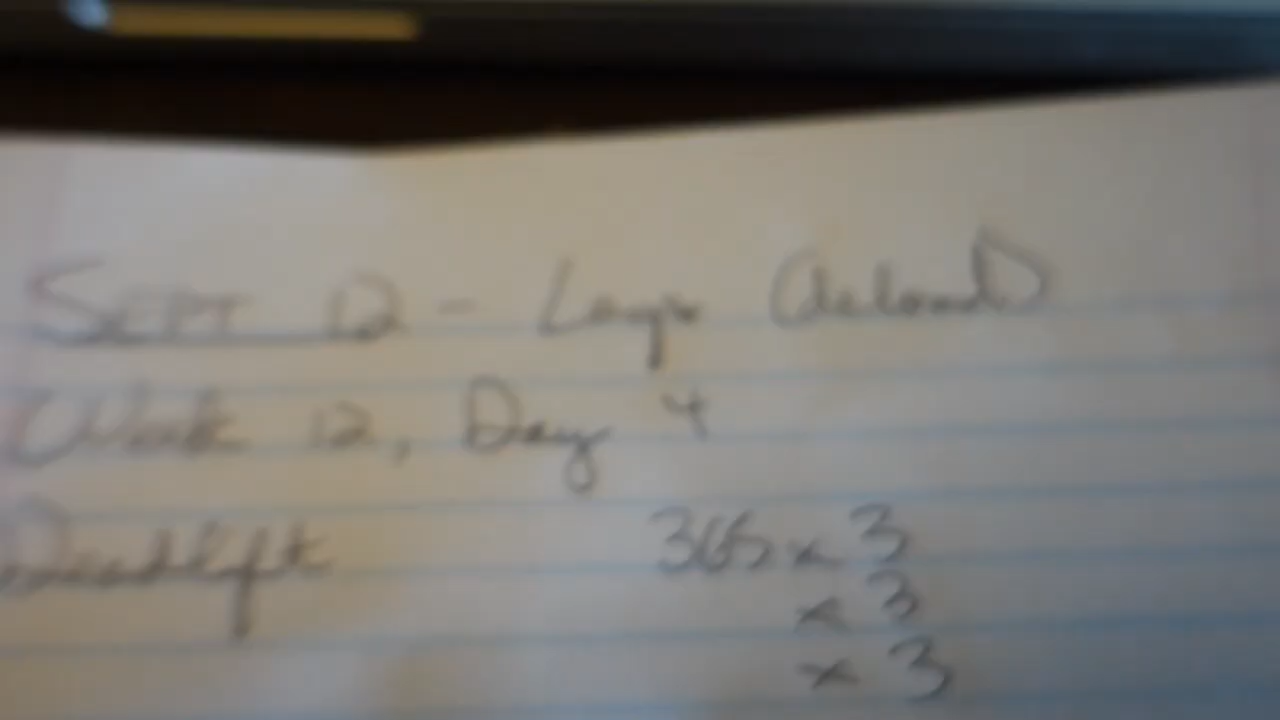 SEPT 12 - Legs (deload)
Week 12, Day 4
Deadlift 365 x 3
x 3
x 3